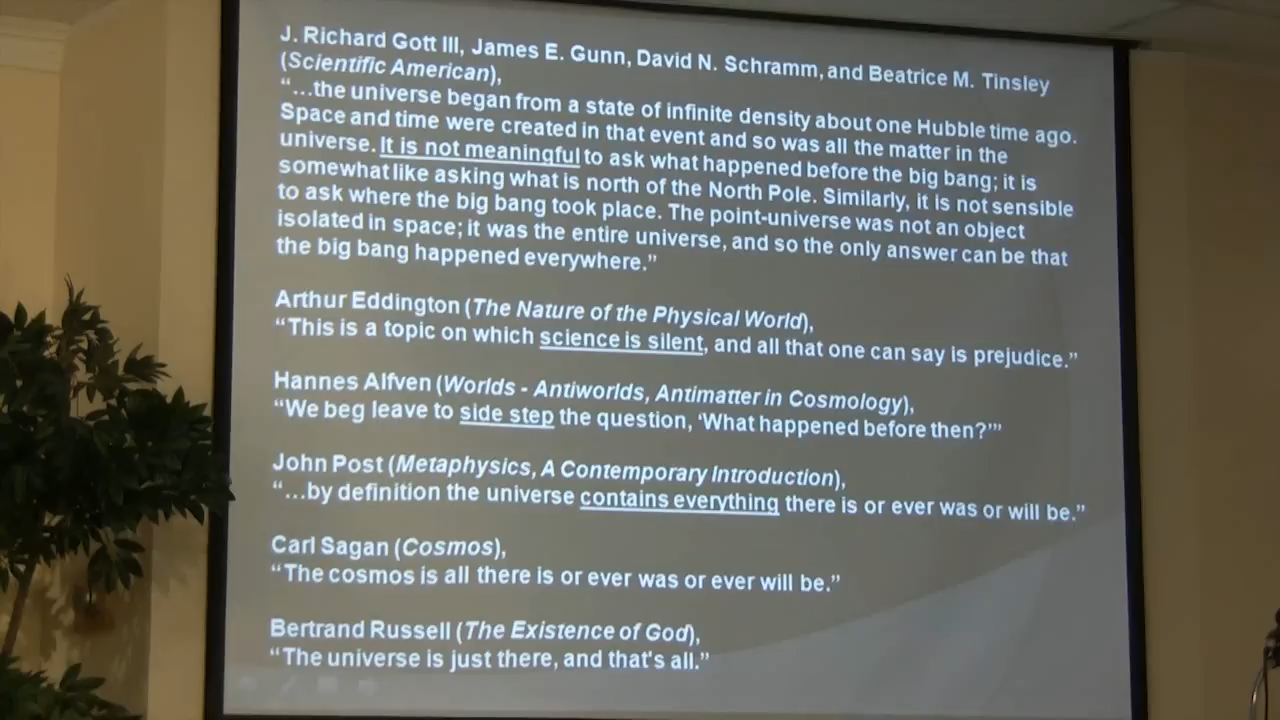 J. Richard Gott III, James E. Gunn, David N. Schramm, and Beatrice M. Tinsley
(Scientific American),
“...the universe began from a state of infinite density about one Hubble time ago.
Space and time were created in that event and so was all the matter in the
universe. It is not meaningful to ask what happened before the big bang; it is
somewhat like asking what is north of the North Pole. Similarly, it is not sensible
to ask where the big bang took place. The point-universe was not an object
isolated in space; it was the entire universe, and so the only answer can be that
the big bang happened everywhere.”
Arthur Eddington (The Nature of the Physical World),
“This is a topic on which science is silent, and all that one can say is prejudice.”
Hannes Alfven (Worlds - Antiworlds, Antimatter in Cosmology),
“We beg leave to side step the question, ‘What happened before then?’”
John Post (Metaphysics, A Contemporary Introduction),
“...by definition the universe contains everything there is or ever was or will be.”
Carl Sagan (Cosmos),
“The cosmos is all there is or ever was or ever will be.”
Bertrand Russell (The Existence of God),
“The universe is just there, and that's all.”